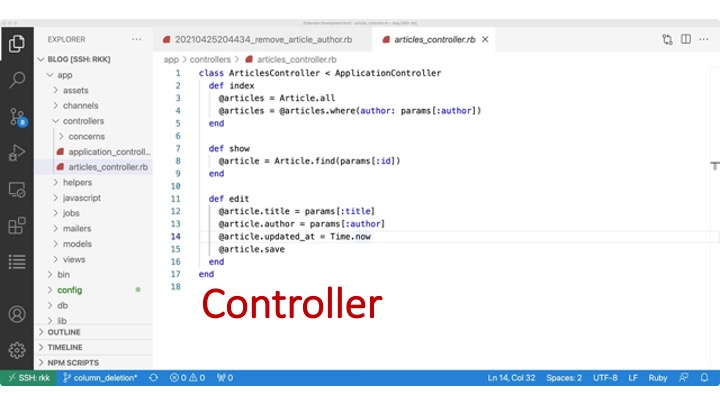 EXPLORER
20210425204434_remove_article_author.rb
articles_controller.rb
BLOG [SSH: RKK]
app > controllers > articles_controller.rb
app
assets
channels
controllers
concerns
application_controll...
articles_controller.rb
helpers
javascript
jobs
mailers
models
views
bin
config
db
lib
OUTLINE
TIMELINE
NPM SCRIPTS
1 class ArticlesController < ApplicationController
2 def index
3 @articles = Article.all
4 @articles = @articles.where(author: params[:author])
5 end
6
7 def show
8 @article = Article.find(params[:id])
9 end
10
11 def edit
12 @article.title = params[:title]
13 @article.author = params[:author]
14 @article.updated_at = Time.now
15 @article.save
16 end
17 end
18
Controller
8
SSH: rkk
column_deletion*
0
0
0
Ln 14, Col 32
Spaces: 2
UTF-8
LF
Ruby